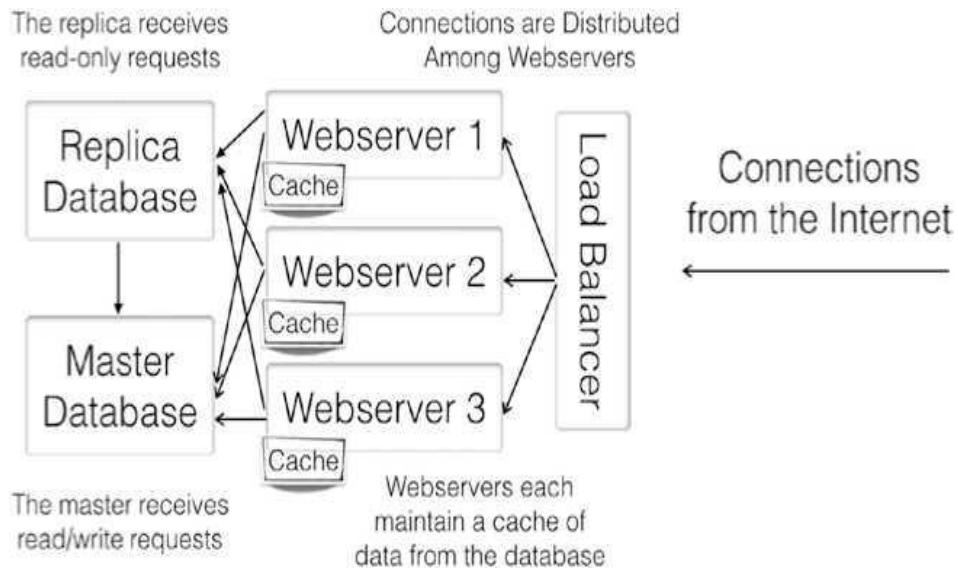 The replica receives
read-only requests
Connections are Distributed
Among Webservers
Replica
Database
Webserver 1
Cache
Load Balancer
Connections
from the Internet
Webserver 2
Cache
Master
Database
Webserver 3
Cache
The master receives
read/write requests
Webservers each
maintain a cache of
data from the database